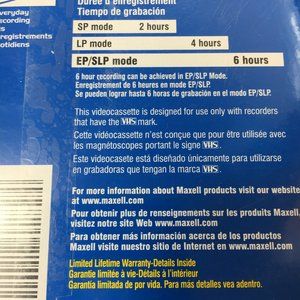 Durée d'enregistrement
Tiempo de grabación
SP mode 2 hours
LP mode 4 hours
EP/SLP mode 6 hours
6 hour recording can be achieved in EP/SLP Mode.
Enregistrement de 6 heures en mode EP/SLP.
Se pueden grabar hasta 6 horas de grabación en el modo EP/SLP.
This videocassette is designed for use only with recorders
that have the VHS mark.
Cette vidéocassette n'est conçue que pour être utilisée avec
les magnétoscopes portant le signe VHS.
Este videocasete está diseñado únicamente para utilizarse
en grabadoras que tengan la marca VHS.
For more information about Maxell products visit our website
at www.maxell.com
Pour obtenir plus de renseignements sur les produits Maxell,
visitez notre site Web www.maxell.com
Para obtener más información acerca de los productos
Maxell visite nuestro sitio de Internet en www.maxell.com
Limited Lifetime Warranty-Details Inside
Garantie limitée à vie-Détails à l'intérieur
Garantía limitada de por vida. Para más detalles vea adentro.
everyday
recording
enregistrements
quotidiens